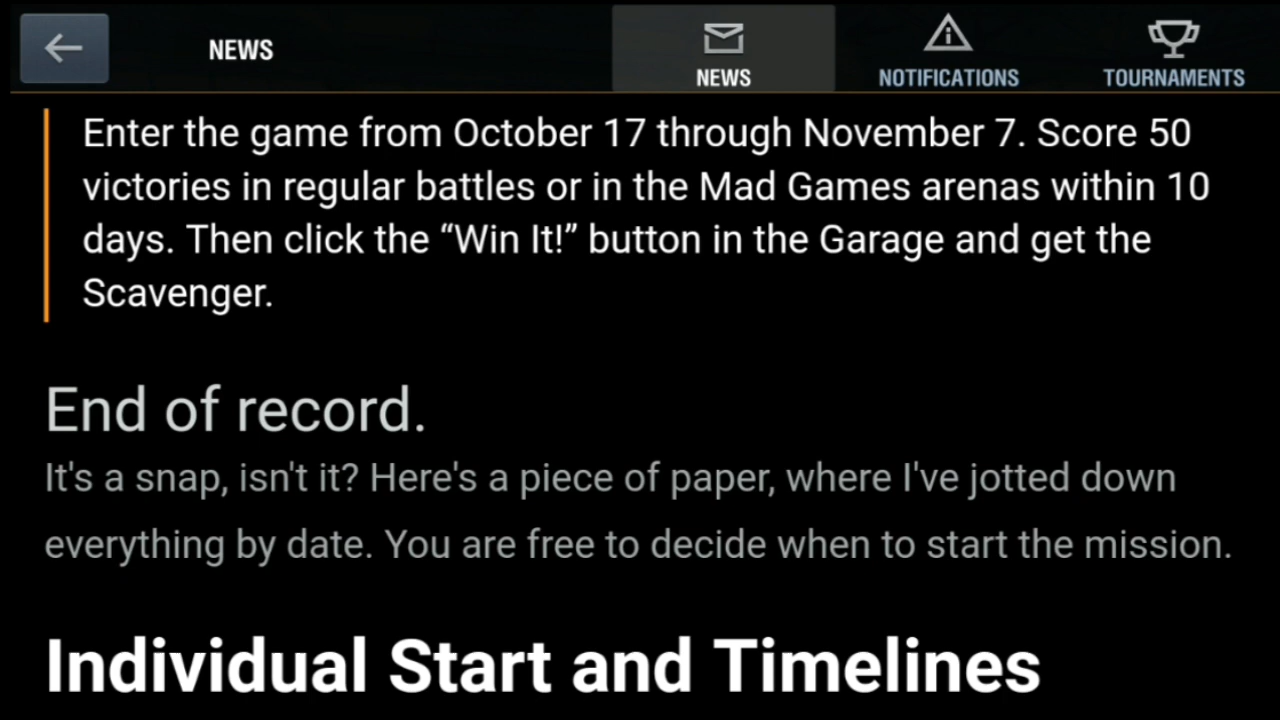 NEWS
NEWS
NOTIFICATIONS
TOURNAMENTS
Enter the game from October 17 through November 7. Score 50
victories in regular battles or in the Mad Games arenas within 10
days. Then click the “Win It!” button in the Garage and get the
Scavenger.
End of record.
It's a snap, isn't it? Here's a piece of paper, where I've jotted down
everything by date. You are free to decide when to start the mission.
Individual Start and Timelines